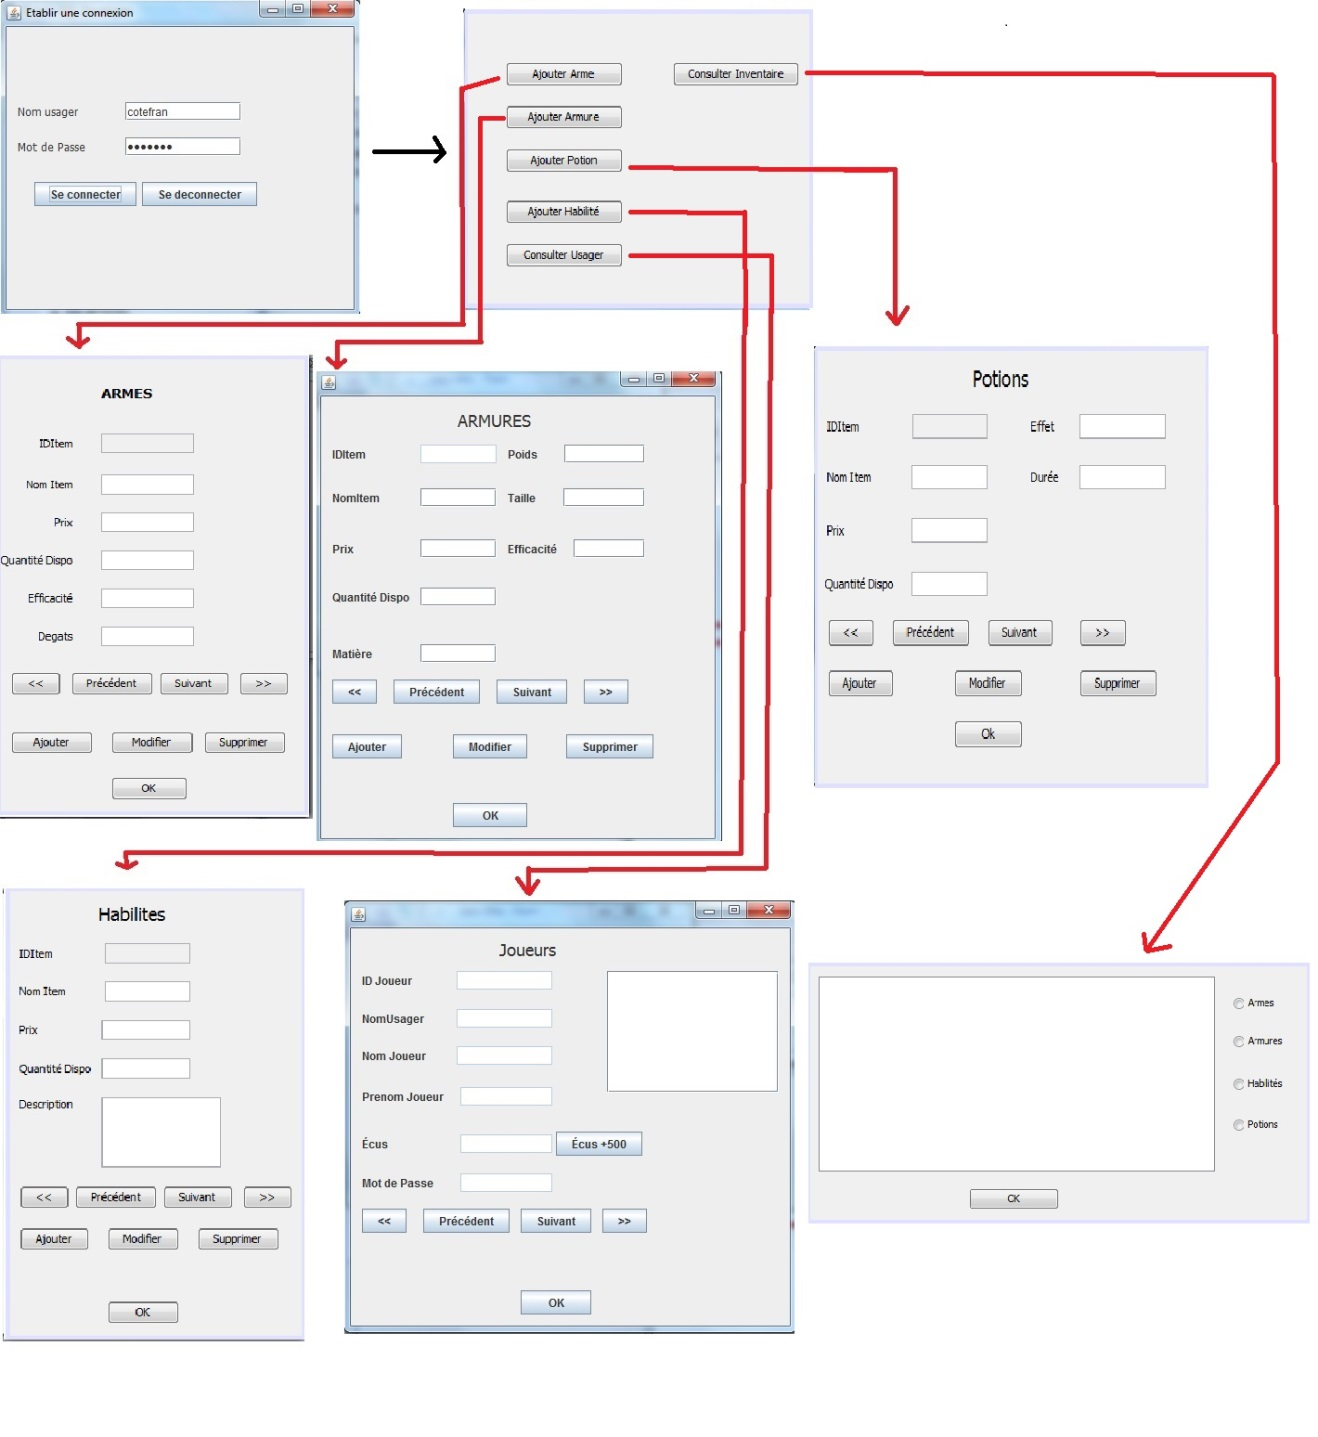 Etablir une connexion
Nom usager
cotefran
Mot de Passe
•••••••
Se connecter
Se deconnecter
Ajouter Arme
Consulter Inventaire
Ajouter Armure
Ajouter Potion
Ajouter Habilité
Consulter Usager
ARMES
IDItem
Nom Item
Prix
Quantité Dispo
Efficacité
Degats
<< Précédent Suivant >>
Ajouter Modifier Supprimer
OK
ARMURES
IDItem Poids
NomItem Taille
Prix Efficacité
Quantité Dispo
Matière
<< Précédent Suivant >>
Ajouter Modifier Supprimer
OK
Potions
IDItem Effet
Nom Item Durée
Prix
Quantité Dispo
<< Précédent Suivant >>
Ajouter Modifier Supprimer
Ok
Habilites
IDItem
Nom Item
Prix
Quantité Dispo
Description
<< Précédent Suivant >>
Ajouter Modifier Supprimer
OK
Joueurs
ID Joueur
NomUsager
Nom Joueur
Prenom Joueur
Écus Écus +500
Mot de Passe
<< Précédent Suivant >>
OK
Armes
Armures
Hablités
Potions
OK